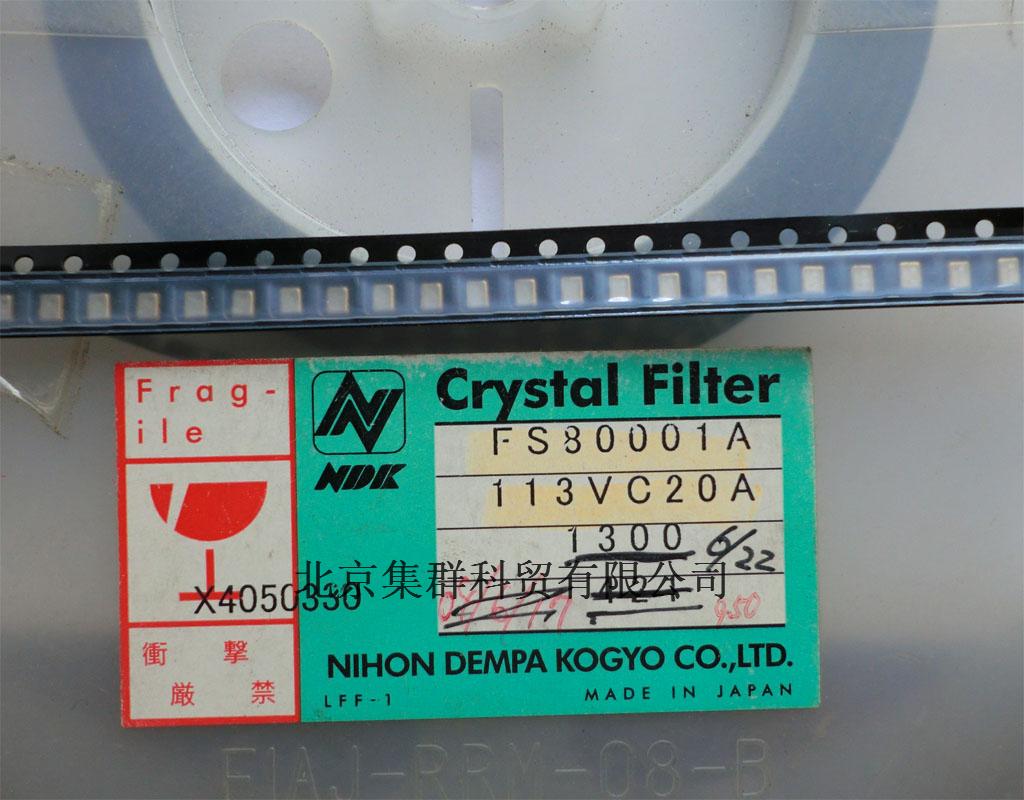 Frag-
ile
NDK
Crystal Filter
FS80001A
113VC20A
1300
6/22
北京集群科贸有限公司
X4050330
950
衝撃
厳禁
NIHON DEMPA KOGYO CO.,LTD.
LFF-1
MADE IN JAPAN
EIAJ-RRM-08-B